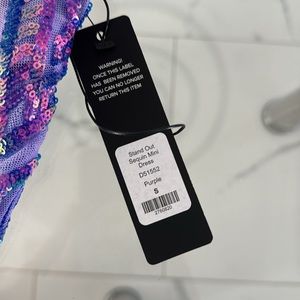 WARNING!
ONCE THIS LABEL
HAS BEEN REMOVED
YOU CAN NO LONGER
RETURN THIS ITEM
Stand Out
Sequin Mini
Dress
D51552
Purple
S
2760820